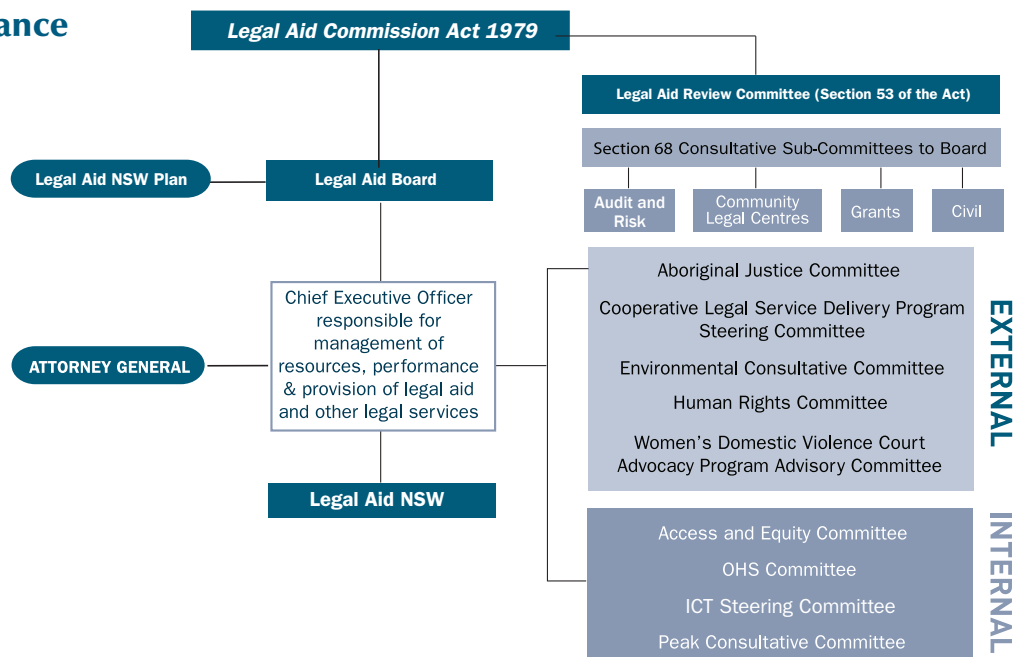 ance
Legal Aid Commission Act 1979
Legal Aid Review Committee (Section 53 of the Act)
Section 68 Consultative Sub-Committees to Board
Audit and
Risk
Community
Legal Centres
Grants
Civil
Legal Aid NSW Plan
Legal Aid Board
Chief Executive Officer
responsible for
management of
resources, performance
& provision of legal aid
and other legal services
ATTORNEY GENERAL
Legal Aid NSW
Aboriginal Justice Committee
Cooperative Legal Service Delivery Program
Steering Committee
Environmental Consultative Committee
Human Rights Committee
Women's Domestic Violence Court
Advocacy Program Advisory Committee
EXTERNAL
Access and Equity Committee
OHS Committee
ICT Steering Committee
Peak Consultative Committee
INTERNAL